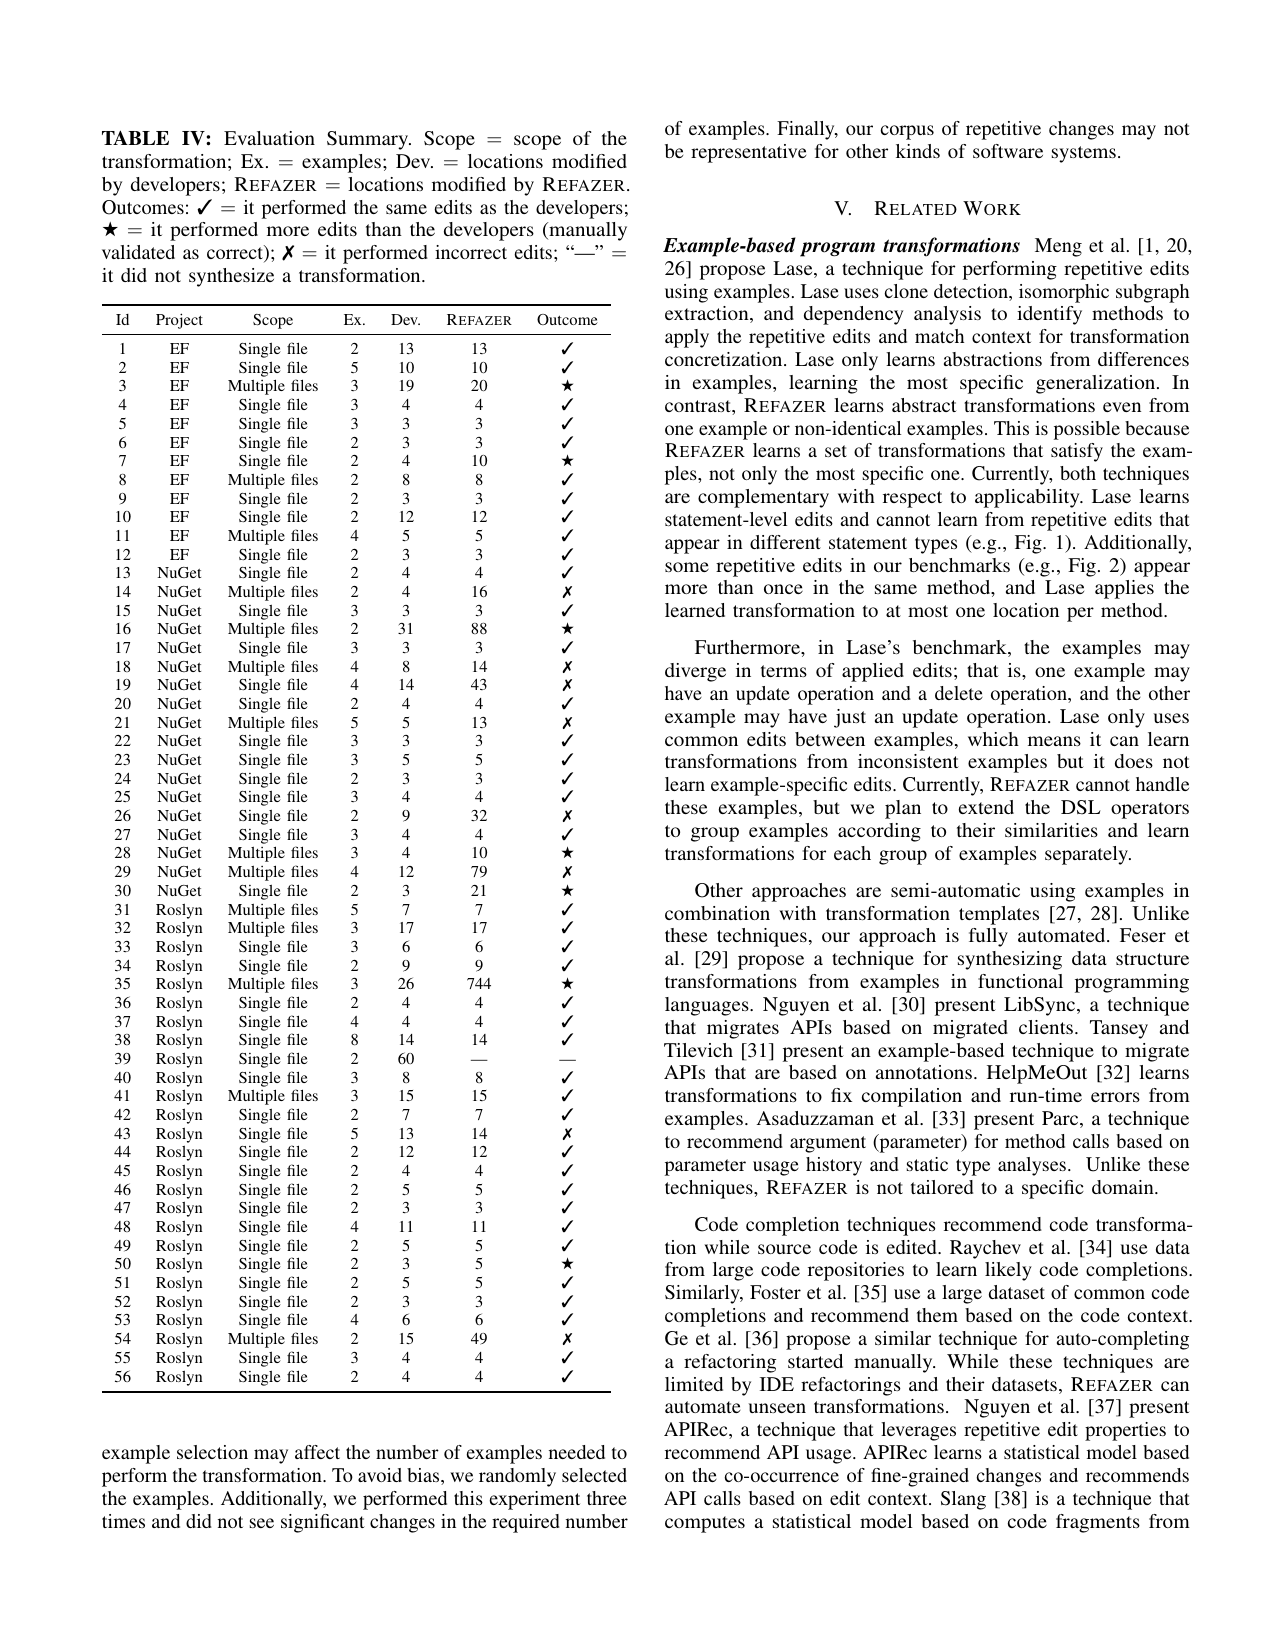 TABLE IV: Evaluation Summary. Scope = scope of the
transformation; Ex. = examples; Dev. = locations modified
by developers; REFAZER = locations modified by REFAZER.
Outcomes: ✓ = it performed the same edits as the developers;
★ = it performed more edits than the developers (manually
validated as correct); ✗ = it performed incorrect edits; “—” =
it did not synthesize a transformation.
Id Project Scope Ex. Dev. REFAZER Outcome
1 EF Single file 2 13 13 ✓
2 EF Single file 5 10 10 ✓
3 EF Multiple files 3 19 20 ★
4 EF Single file 3 4 4 ✓
5 EF Single file 3 3 3 ✓
6 EF Single file 2 3 3 ✓
7 EF Single file 2 4 10 ★
8 EF Multiple files 2 8 8 ✓
9 EF Single file 2 3 3 ✓
10 EF Single file 2 12 12 ✓
11 EF Multiple files 4 5 5 ✓
12 EF Single file 2 3 3 ✓
13 NuGet Single file 2 4 4 ✓
14 NuGet Multiple files 2 4 16 ✗
15 NuGet Single file 3 3 3 ✓
16 NuGet Multiple files 2 31 88 ★
17 NuGet Single file 3 3 3 ✓
18 NuGet Multiple files 4 8 14 ✗
19 NuGet Single file 4 14 43 ✗
20 NuGet Single file 2 4 4 ✓
21 NuGet Multiple files 5 5 13 ✗
22 NuGet Single file 3 3 3 ✓
23 NuGet Single file 3 5 5 ✓
24 NuGet Single file 2 3 3 ✓
25 NuGet Single file 3 4 4 ✓
26 NuGet Single file 2 9 32 ✗
27 NuGet Single file 3 4 4 ✓
28 NuGet Multiple files 3 4 10 ★
29 NuGet Multiple files 4 12 79 ✗
30 NuGet Single file 2 3 21 ★
31 Roslyn Multiple files 5 7 7 ✓
32 Roslyn Multiple files 3 17 17 ✓
33 Roslyn Single file 3 6 6 ✓
34 Roslyn Single file 2 9 9 ✓
35 Roslyn Multiple files 3 26 744 ★
36 Roslyn Single file 2 4 4 ✓
37 Roslyn Single file 4 4 4 ✓
38 Roslyn Single file 8 14 14 ✓
39 Roslyn Single file 2 60 — —
40 Roslyn Single file 3 8 8 ✓
41 Roslyn Multiple files 3 15 15 ✓
42 Roslyn Single file 2 7 7 ✓
43 Roslyn Single file 5 13 14 ✗
44 Roslyn Single file 2 12 12 ✓
45 Roslyn Single file 2 4 4 ✓
46 Roslyn Single file 2 5 5 ✓
47 Roslyn Single file 2 3 3 ✓
48 Roslyn Single file 4 11 11 ✓
49 Roslyn Single file 2 5 5 ✓
50 Roslyn Single file 2 3 5 ★
51 Roslyn Single file 2 5 5 ✓
52 Roslyn Single file 2 3 3 ✓
53 Roslyn Single file 4 6 6 ✓
54 Roslyn Multiple files 2 15 49 ✗
55 Roslyn Single file 3 4 4 ✓
56 Roslyn Single file 2 4 4 ✓
example selection may affect the number of examples needed to
perform the transformation. To avoid bias, we randomly selected
the examples. Additionally, we performed this experiment three
times and did not see significant changes in the required number
of examples. Finally, our corpus of repetitive changes may not
be representative for other kinds of software systems.
V. RELATED WORK
Example-based program transformations Meng et al. [1, 20,
26] propose Lase, a technique for performing repetitive edits
using examples. Lase uses clone detection, isomorphic subgraph
extraction, and dependency analysis to identify methods to
apply the repetitive edits and match context for transformation
concretization. Lase only learns abstractions from differences
in examples, learning the most specific generalization. In
contrast, REFAZER learns abstract transformations even from
one example or non-identical examples. This is possible because
REFAZER learns a set of transformations that satisfy the exam-
ples, not only the most specific one. Currently, both techniques
are complementary with respect to applicability. Lase learns
statement-level edits and cannot learn from repetitive edits that
appear in different statement types (e.g., Fig. 1). Additionally,
some repetitive edits in our benchmarks (e.g., Fig. 2) appear
more than once in the same method, and Lase applies the
learned transformation to at most one location per method.
Furthermore, in Lase’s benchmark, the examples may
diverge in terms of applied edits; that is, one example may
have an update operation and a delete operation, and the other
example may have just an update operation. Lase only uses
common edits between examples, which means it can learn
transformations from inconsistent examples but it does not
learn example-specific edits. Currently, REFAZER cannot handle
these examples, but we plan to extend the DSL operators
to group examples according to their similarities and learn
transformations for each group of examples separately.
Other approaches are semi-automatic using examples in
combination with transformation templates [27, 28]. Unlike
these techniques, our approach is fully automated. Feser et
al. [29] propose a technique for synthesizing data structure
transformations from examples in functional programming
languages. Nguyen et al. [30] present LibSync, a technique
that migrates APIs based on migrated clients. Tansey and
Tilevich [31] present an example-based technique to migrate
APIs that are based on annotations. HelpMeOut [32] learns
transformations to fix compilation and run-time errors from
examples. Asaduzzaman et al. [33] present Parc, a technique
to recommend argument (parameter) for method calls based on
parameter usage history and static type analyses. Unlike these
techniques, REFAZER is not tailored to a specific domain.
Code completion techniques recommend code transforma-
tion while source code is edited. Raychev et al. [34] use data
from large code repositories to learn likely code completions.
Similarly, Foster et al. [35] use a large dataset of common code
completions and recommend them based on the code context.
Ge et al. [36] propose a similar technique for auto-completing
a refactoring started manually. While these techniques are
limited by IDE refactorings and their datasets, REFAZER can
automate unseen transformations. Nguyen et al. [37] present
APIRec, a technique that leverages repetitive edit properties to
recommend API usage. APIRec learns a statistical model based
on the co-occurrence of fine-grained changes and recommends
API calls based on edit context. Slang [38] is a technique that
computes a statistical model based on code fragments from